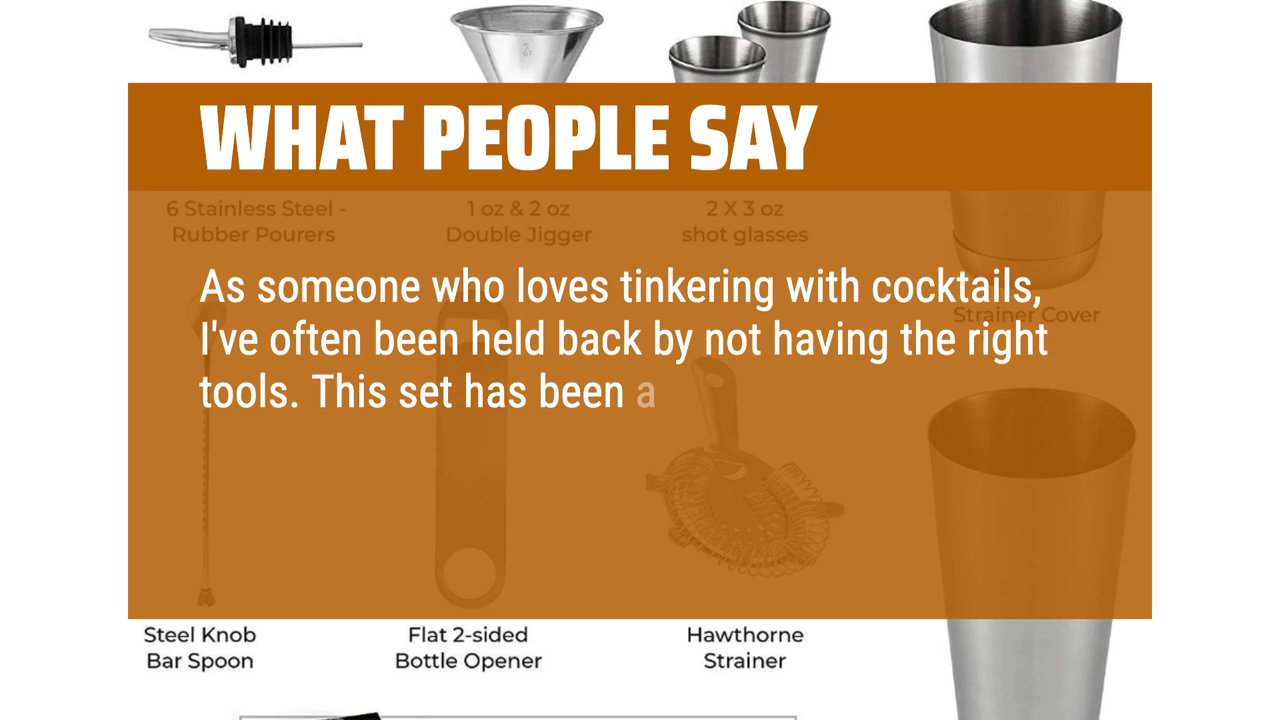 WHAT PEOPLE SAY
6 Stainless Steel -
Rubber Pourers
1 oz & 2 oz
Double Jigger
2 X 3 oz
shot glasses
Strainer Cover
As someone who loves tinkering with cocktails,
I've often been held back by not having the right
tools. This set has been a
Steel Knob
Bar Spoon
Flat 2-sided
Bottle Opener
Hawthorne
Strainer